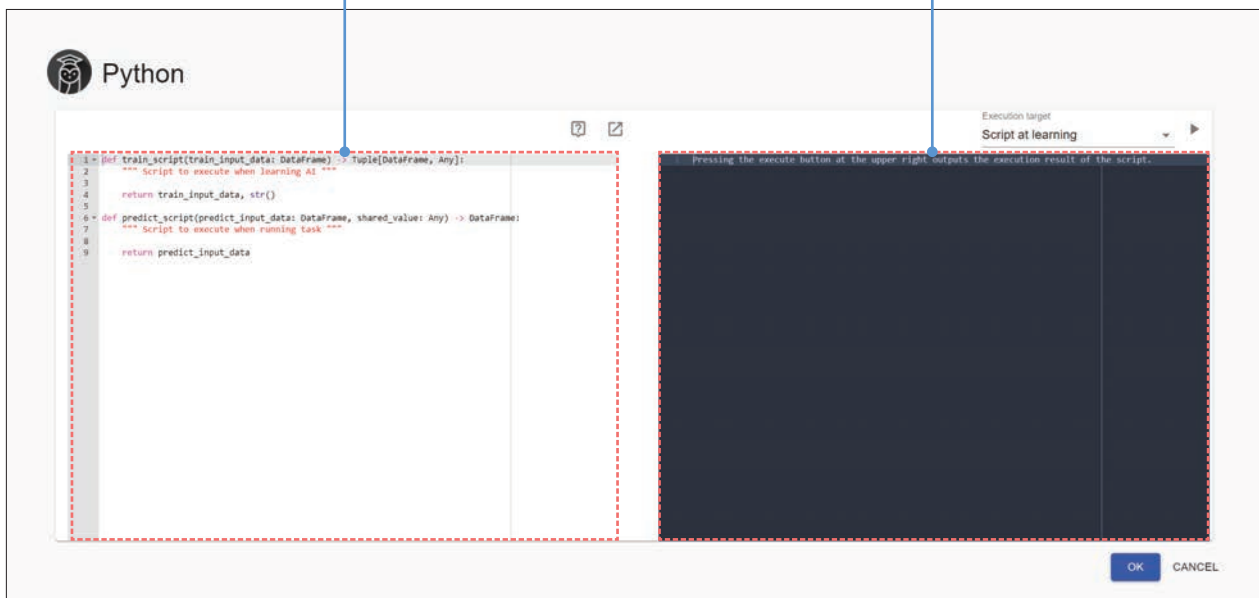 Python
Execution target
Script at learning
1 def train_script(train_input_data: DataFrame) -> Tuple[DataFrame, Any]:
2 """ Script to execute when learning AI """
3
4 return train_input_data, str()
5
6 def predict_script(predict_input_data: DataFrame, shared_value: Any) -> DataFrame:
7 """ Script to execute when running task """
8
9 return predict_input_data
1 Pressing the execute button at the upper right outputs the execution result of the script.
OK CANCEL